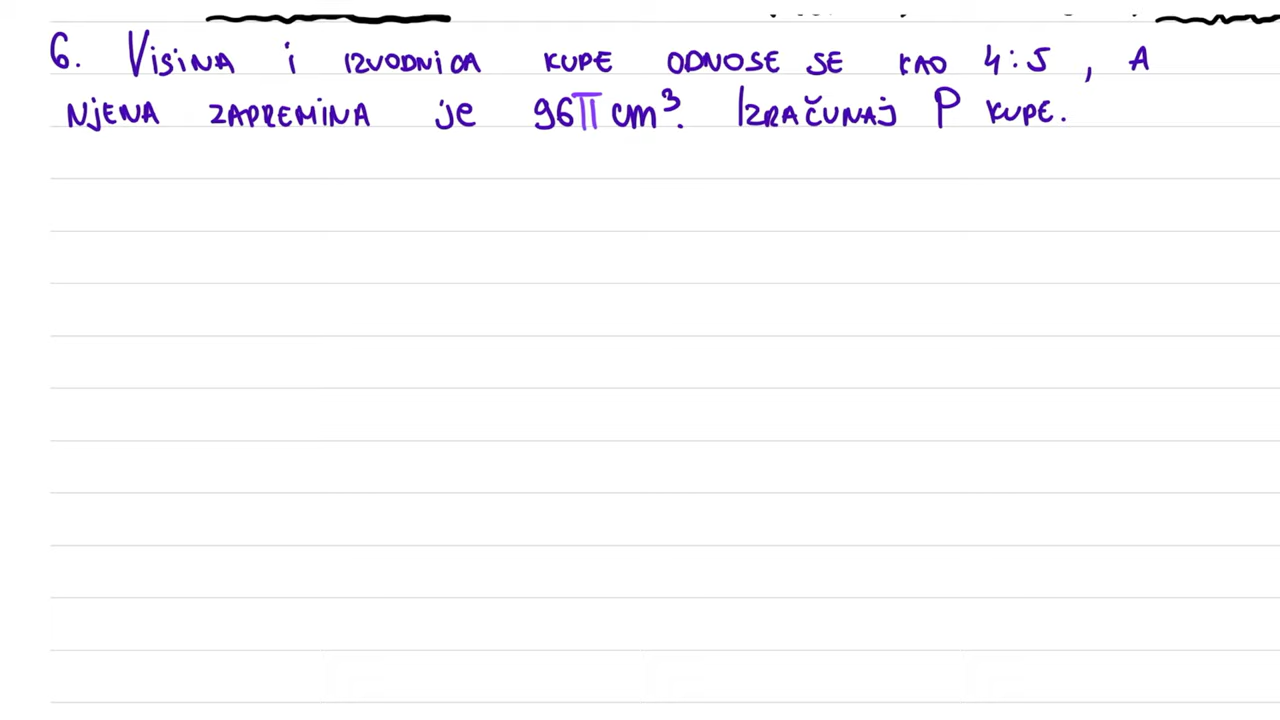 6. Visina i izvodnica kupe odnose se kao 4:5, a
njena zapremina je 96π cm³. Izračunaj P kupe.